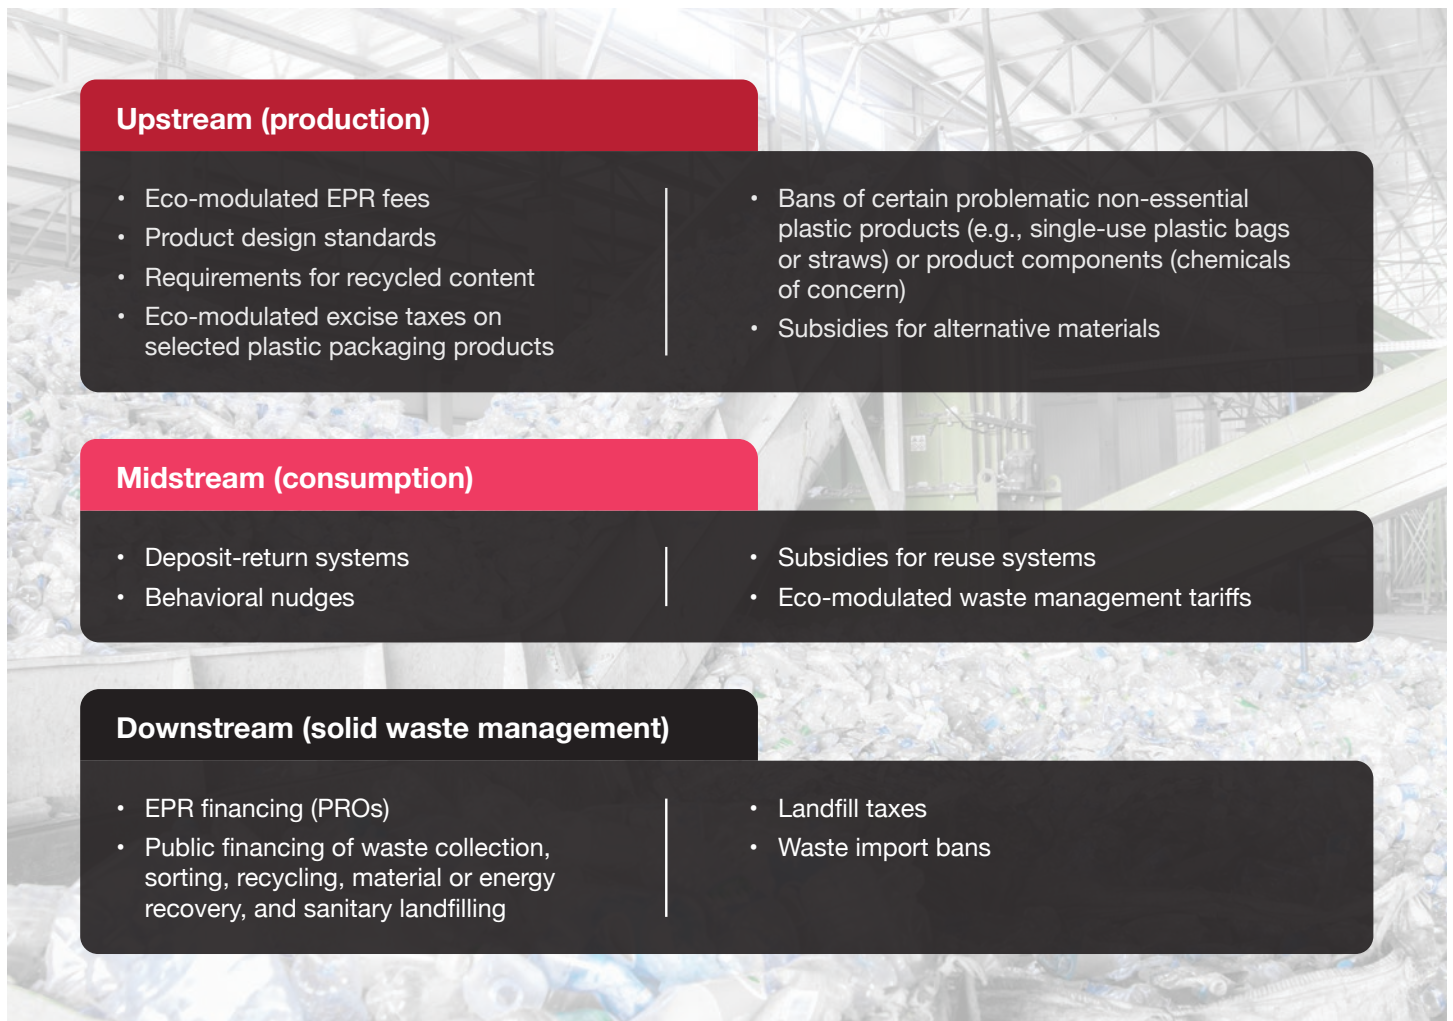 Upstream (production)
• Eco-modulated EPR fees
• Product design standards
• Requirements for recycled content
• Eco-modulated excise taxes on
selected plastic packaging products
• Bans of certain problematic non-essential
plastic products (e.g., single-use plastic bags
or straws) or product components (chemicals
of concern)
• Subsidies for alternative materials
Midstream (consumption)
• Deposit-return systems
• Behavioral nudges
• Subsidies for reuse systems
• Eco-modulated waste management tariffs
Downstream (solid waste management)
• EPR financing (PROs)
• Public financing of waste collection,
sorting, recycling, material or energy
recovery, and sanitary landfilling
• Landfill taxes
• Waste import bans